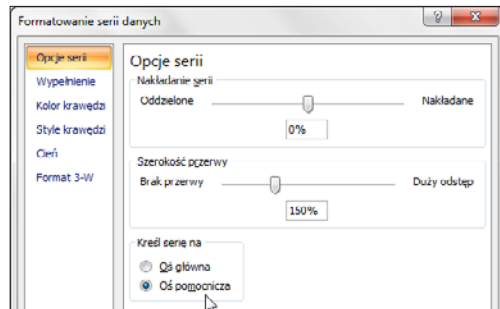 Formatowanie serii danych
Opcje serii
Wypełnienie
Kolor krawędzi
Style krawędzi
Cień
Format 3-W
Opcje serii
Nakładanie serii
Oddzielone Nakładane
0%
Szerokość przerwy
Brak przerwy Duży odstęp
150%
Kreśl serię na
Oś główna
Oś pomocnicza